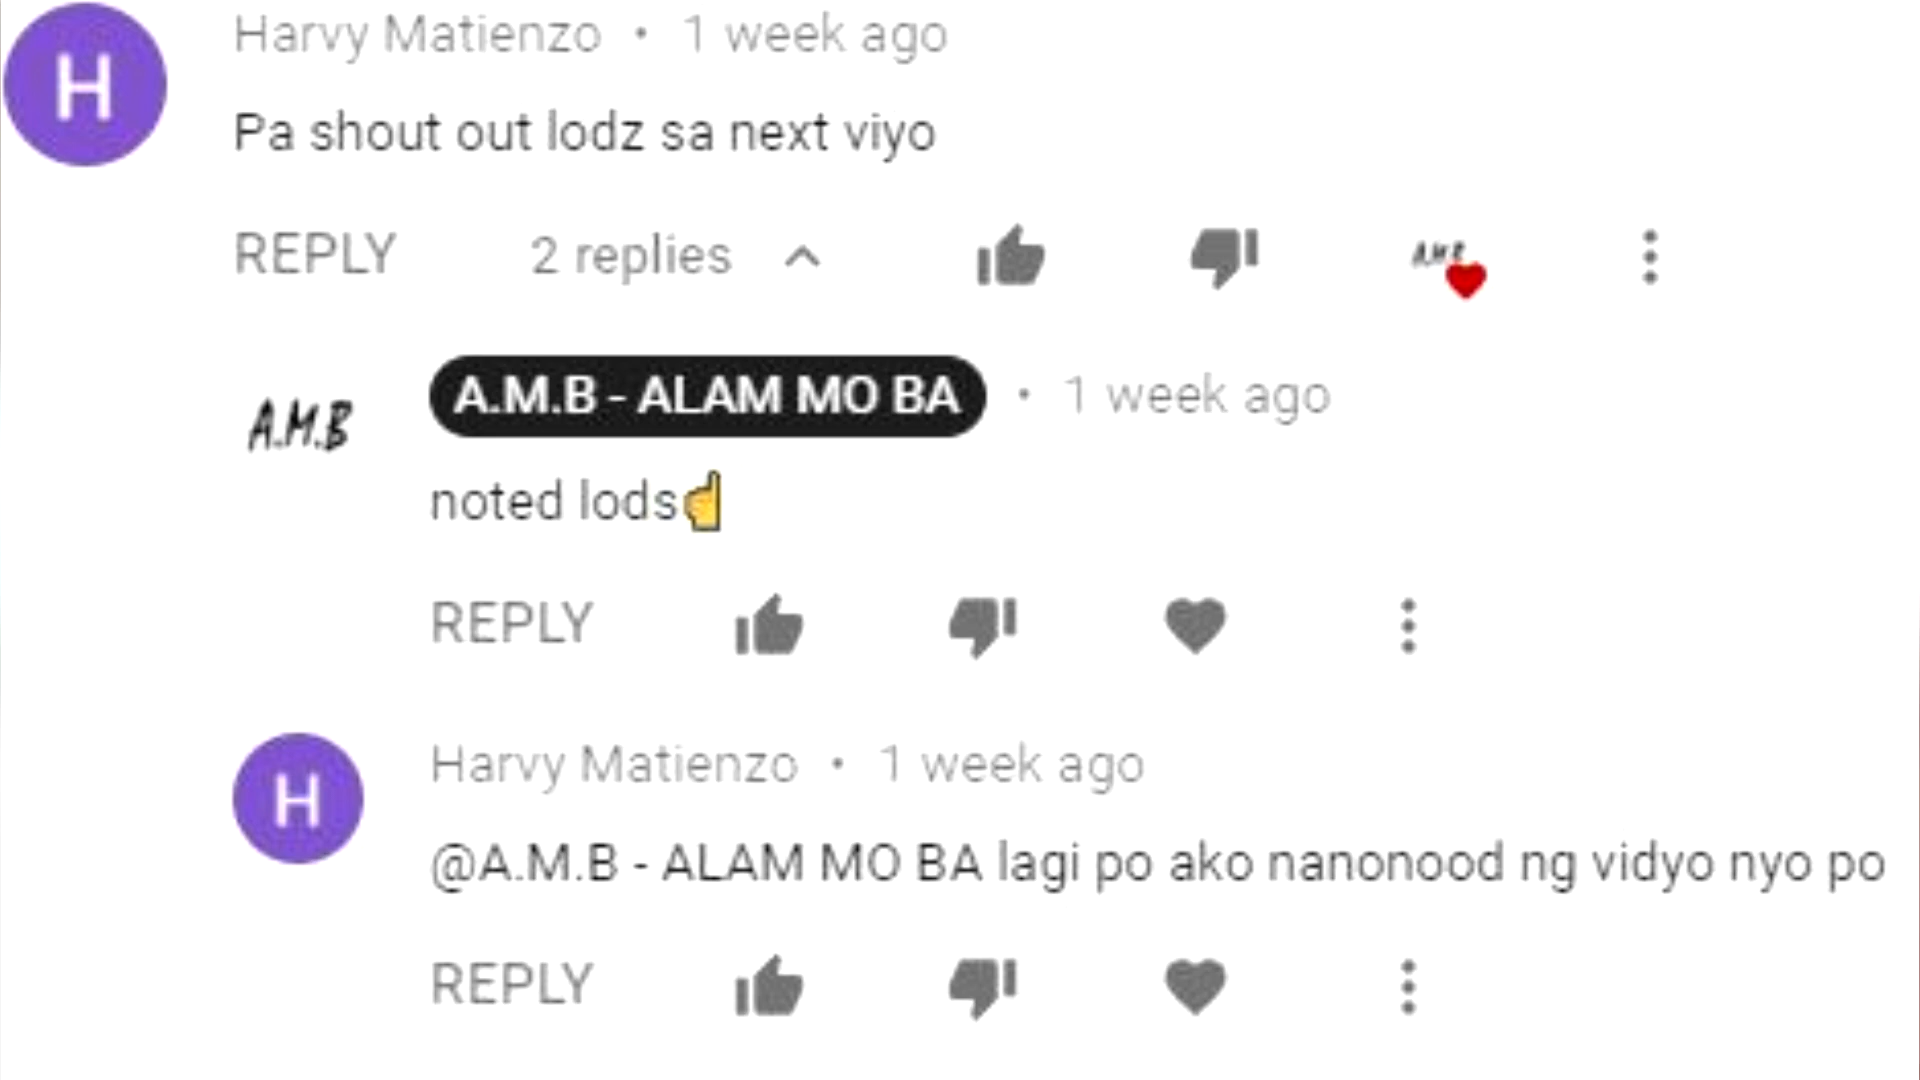 Harvy Matienzo • 1 week ago
H
Pa shout out lodz sa next viyo
REPLY 2 replies
A.M.B
A.M.B - ALAM MO BA • 1 week ago
A.M.B
noted lods☝
REPLY
Harvy Matienzo • 1 week ago
H
@A.M.B - ALAM MO BA lagi po ako nanonood ng vidyo nyo po
REPLY